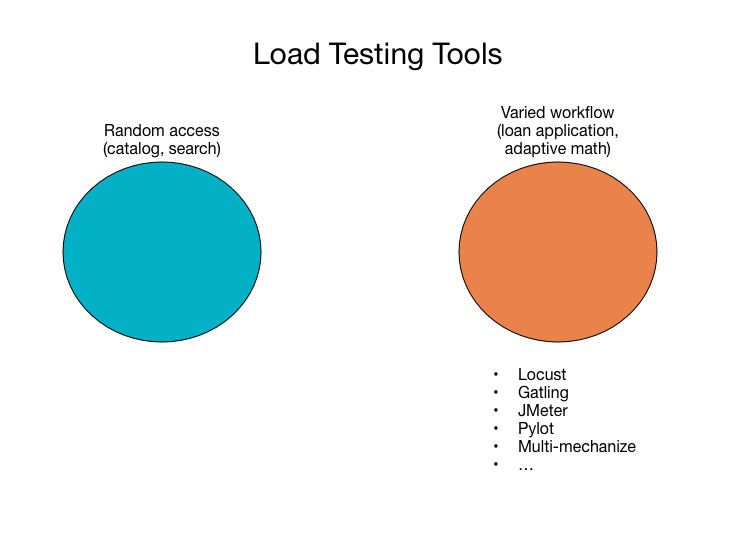 Load Testing Tools
Random access
(catalog, search)
Varied workflow
(loan application,
adaptive math)
• Locust
• Gatling
• JMeter
• Pylot
• Multi-mechanize
• …